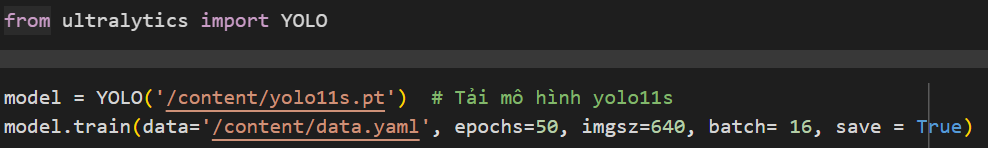 from ultralytics import YOLO
model = YOLO('/content/yolo11s.pt')  # Tải mô hình yolo11s
model.train(data='/content/data.yaml', epochs=50, imgsz=640, batch= 16, save = True)